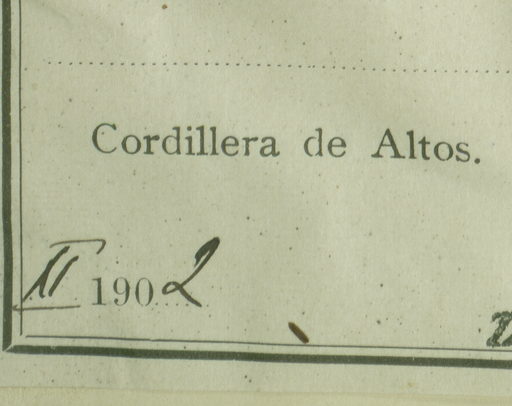 Cordillera de Altos.
II 1902